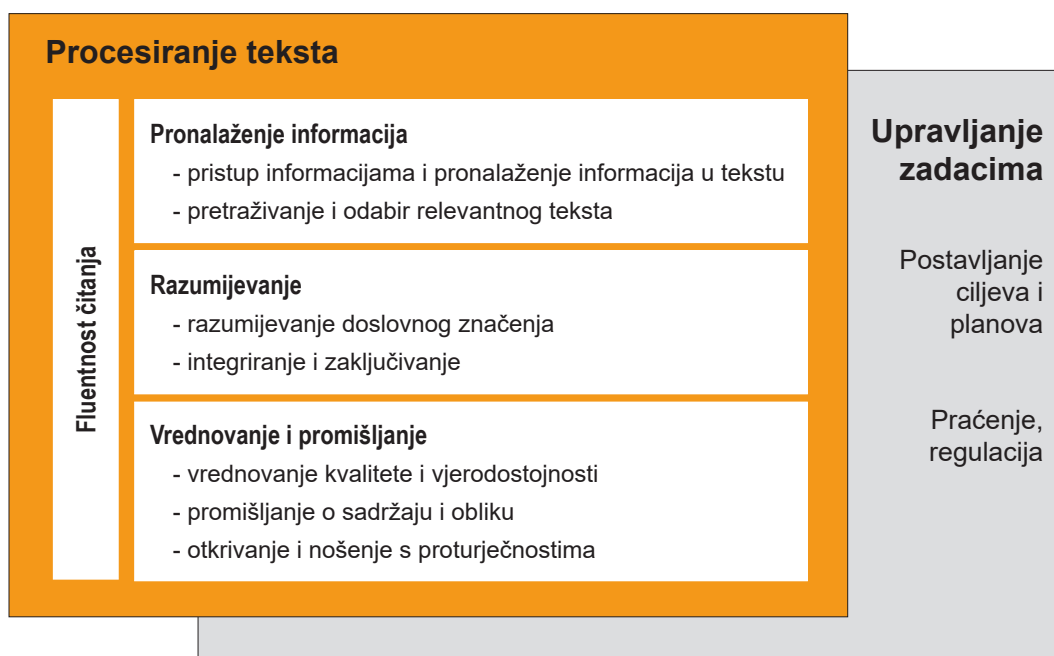 Procesiranje teksta
Fluentnost čitanja
Pronalaženje informacija
- pristup informacijama i pronalaženje informacija u tekstu
- pretraživanje i odabir relevantnog teksta
Razumijevanje
- razumijevanje doslovnog značenja
- integriranje i zaključivanje
Vrednovanje i promišljanje
- vrednovanje kvalitete i vjerodostojnosti
- promišljanje o sadržaju i obliku
- otkrivanje i nošenje s proturječnostima
Upravljanje
zadacima
Postavljanje
ciljeva i
planova
Praćenje,
regulacija